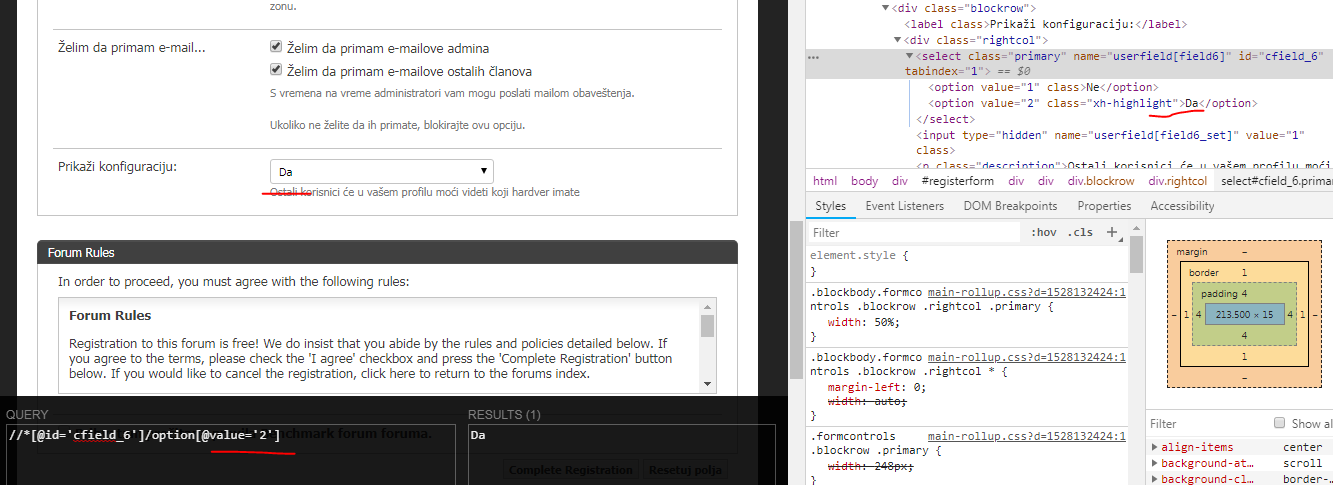 zonu.
Želim da primam e-mail...
Želim da primam e-mailove admina
Želim da primam e-mailove ostalih članova
S vremena na vreme administratori vam mogu poslati mailom obaveštenja.
Ukoliko ne želite da ih primate, blokirajte ovu opciju.
Prikaži konfiguraciju:
Da
Ostali korisnici će u vašem profilu moći videti koji hardver imate
Forum Rules
In order to proceed, you must agree with the following rules:
Forum Rules
Registration to this forum is free! We do insist that you abide by the rules and policies detailed below. If
you agree to the terms, please check the 'I agree' checkbox and press the 'Complete Registration' button
below. If you would like to cancel the registration, click here to return to the forums index.
QUERY
//*[@id='cfield_6']/option[@value='2']
RESULTS (1)
Da
forum foruma.
Complete Registration
Resetuj polja
<div class="blockrow">
<label class>Prikaži konfiguraciju:</label>
<div class="rightcol">
<select class="primary" name="userfield[field6]" id="cfield_6"
tabindex="1"> == $0
<option value="1" class>Ne</option>
<option value="2" class="xh-highlight">Da</option>
</select>
<input type="hidden" name="userfield[field6_set]" value="1"
class>
<p class="description">Ostali korisnici će u vašem profilu moći
html body div #registerform div div div.blockrow div.rightcol select#cfield_6.prima
Styles Event Listeners DOM Breakpoints Properties Accessibility
Filter :hov .cls +
element.style {
}
.blockbody.formco main-rollup.css?d=1528132424:1
ntrols .blockrow .rightcol .primary {
width: 50%;
}
.blockbody.formco main-rollup.css?d=1528132424:1
ntrols .blockrow .rightcol * {
margin-left: 0;
width: auto;
}
.formcontrols main-rollup.css?d=1528132424:1
.blockrow .primary {
width: 248px;
margin –
border 1
padding 4
– 1 4 213.500 × 15 4 1 –
4
1
–
Filter Show al
align-items center
background-at… scroll
background-cl… border-…